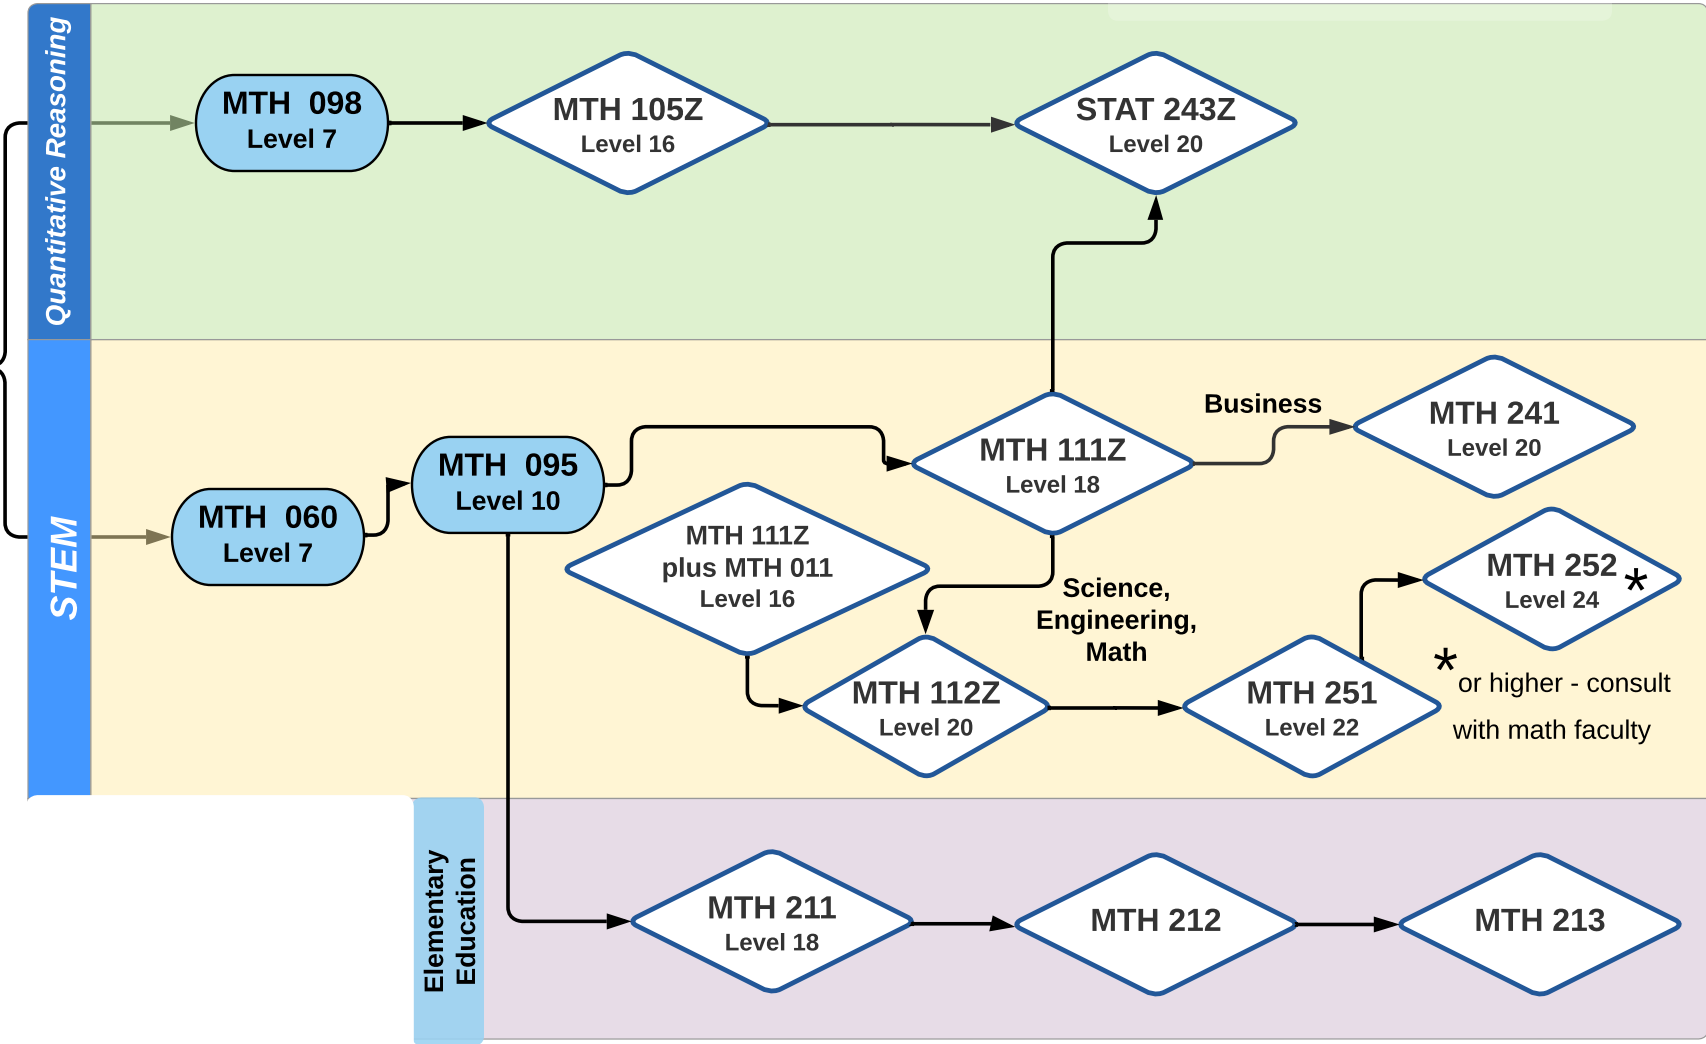 Quantitative Reasoning
MTH 098
Level 7
MTH 105Z
Level 16
STAT 243Z
Level 20
STEM
MTH 060
Level 7
MTH 095
Level 10
MTH 111Z
Level 18
Business
MTH 241
Level 20
MTH 111Z
plus MTH 011
Level 16
Science,
Engineering,
Math
MTH 112Z
Level 20
MTH 251
Level 22
MTH 252 *
Level 24
* or higher - consult
with math faculty
Elementary
Education
MTH 211
Level 18
MTH 212
MTH 213